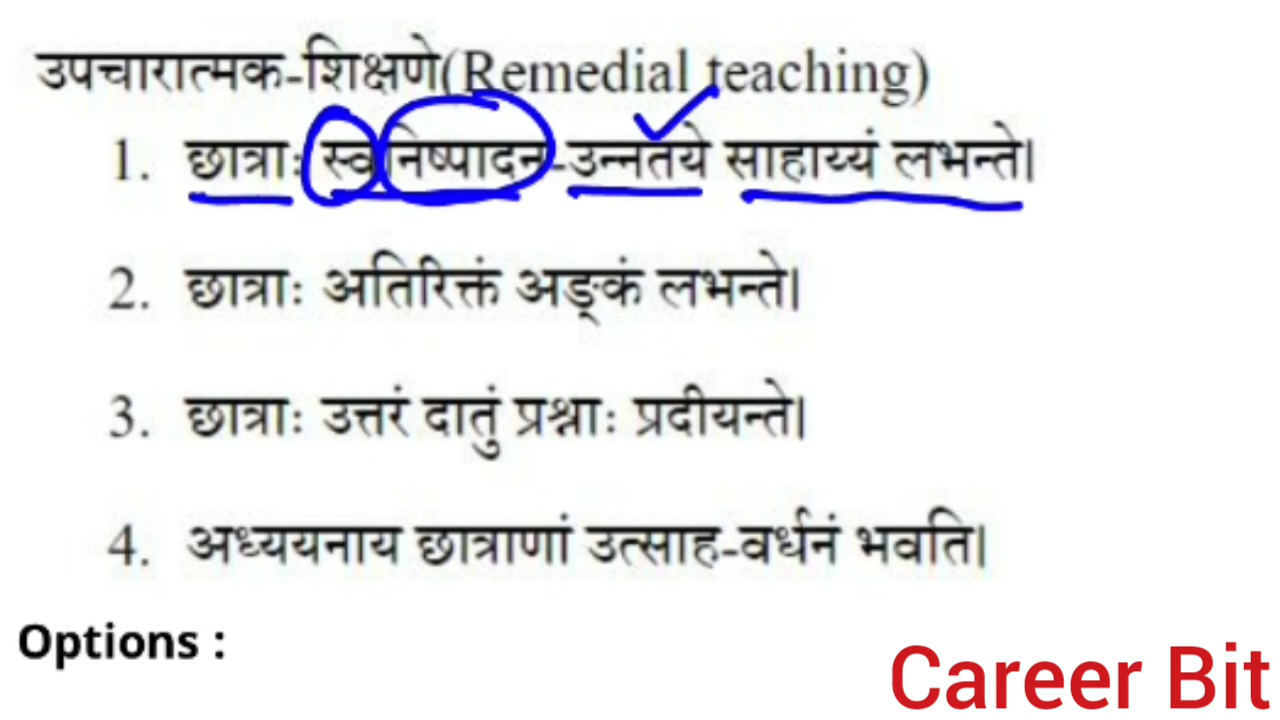 उपचारात्मक-शिक्षणे(Remedial teaching)
1. छात्राः स्वनिष्पादन-उन्नतये साहाय्यं लभन्ते।
2. छात्राः अतिरिक्तं अङ्कं लभन्ते।
3. छात्राः उत्तरं दातुं प्रश्नाः प्रदीयन्ते।
4. अध्ययनाय छात्राणां उत्साह-वर्धनं भवति।
Options :
Career Bit